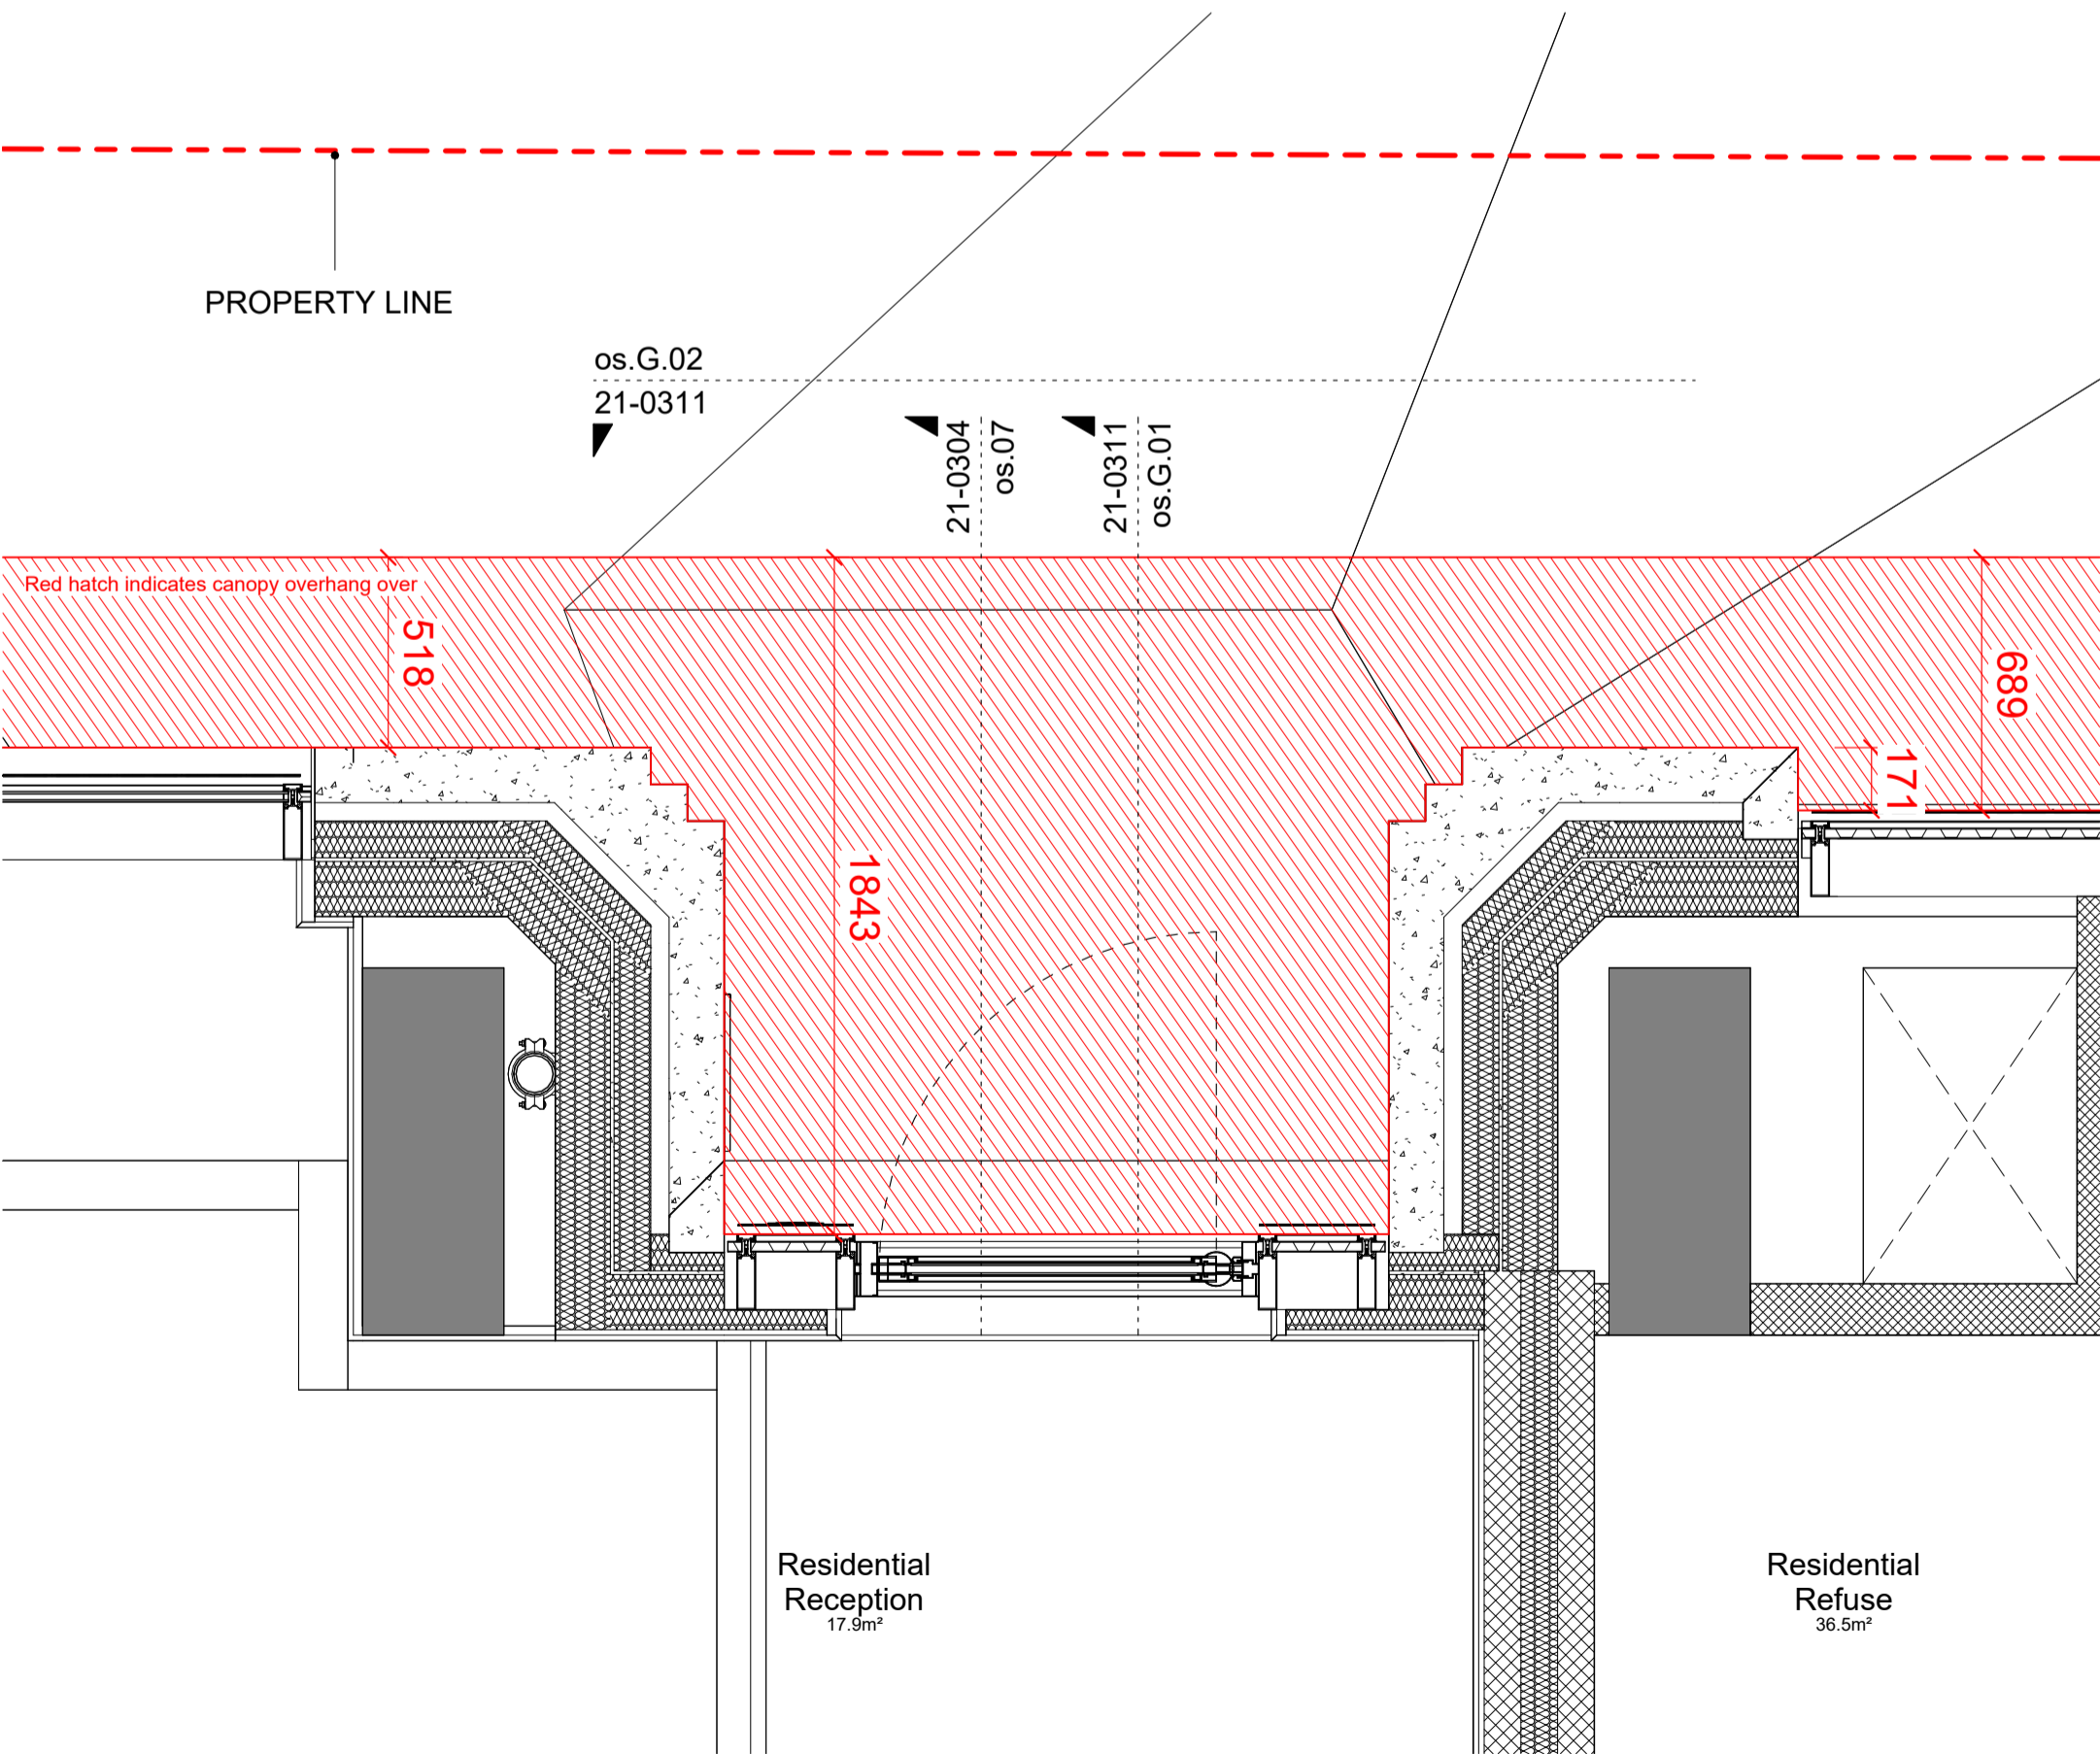 PROPERTY LINE
os.G.02
21-0311
21-0304
os.07
21-0311
os.G.01
Red hatch indicates canopy overhang over
518
689
171
1843
Residential
Reception
17.9m²
Residential
Refuse
36.5m²